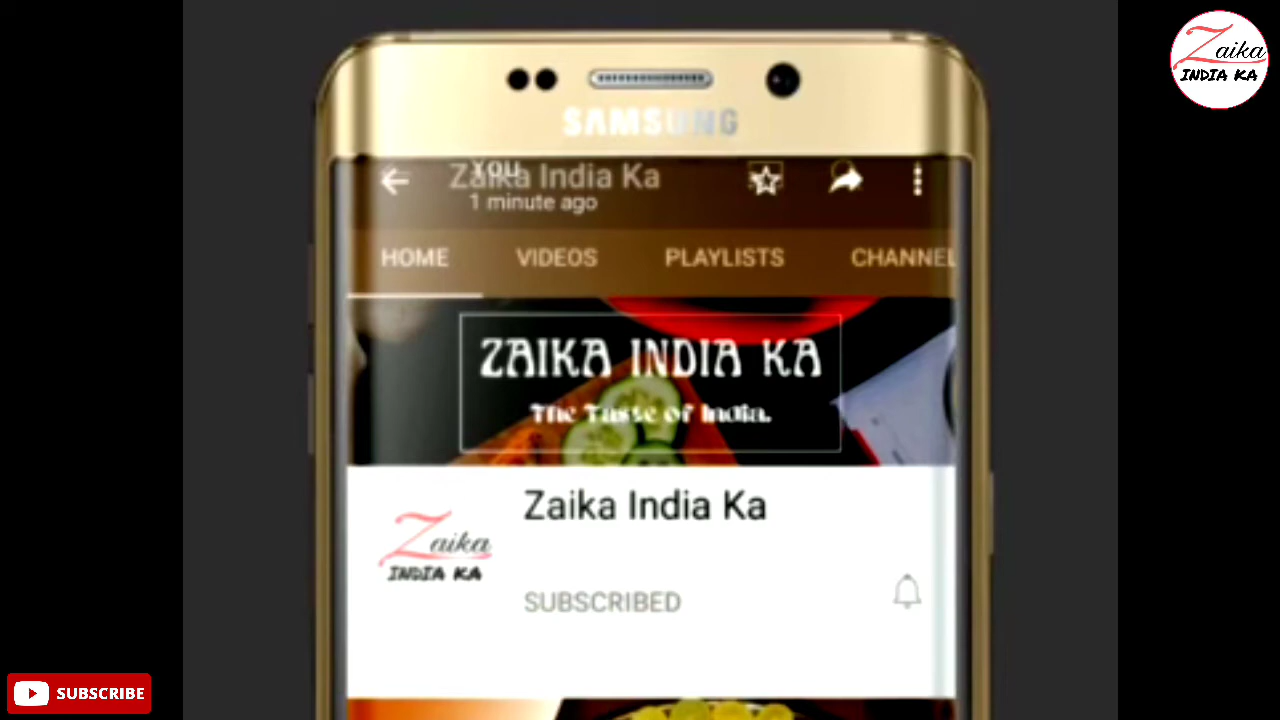 Zaika
INDIA KA
SAMSUNG
Zaika India Ka
You
1 minute ago
HOME VIDEOS PLAYLISTS CHANNEL
ZAIKA INDIA KA
The Taste of India.
Zaika India Ka
Zaika
INDIA KA
SUBSCRIBED
SUBSCRIBE